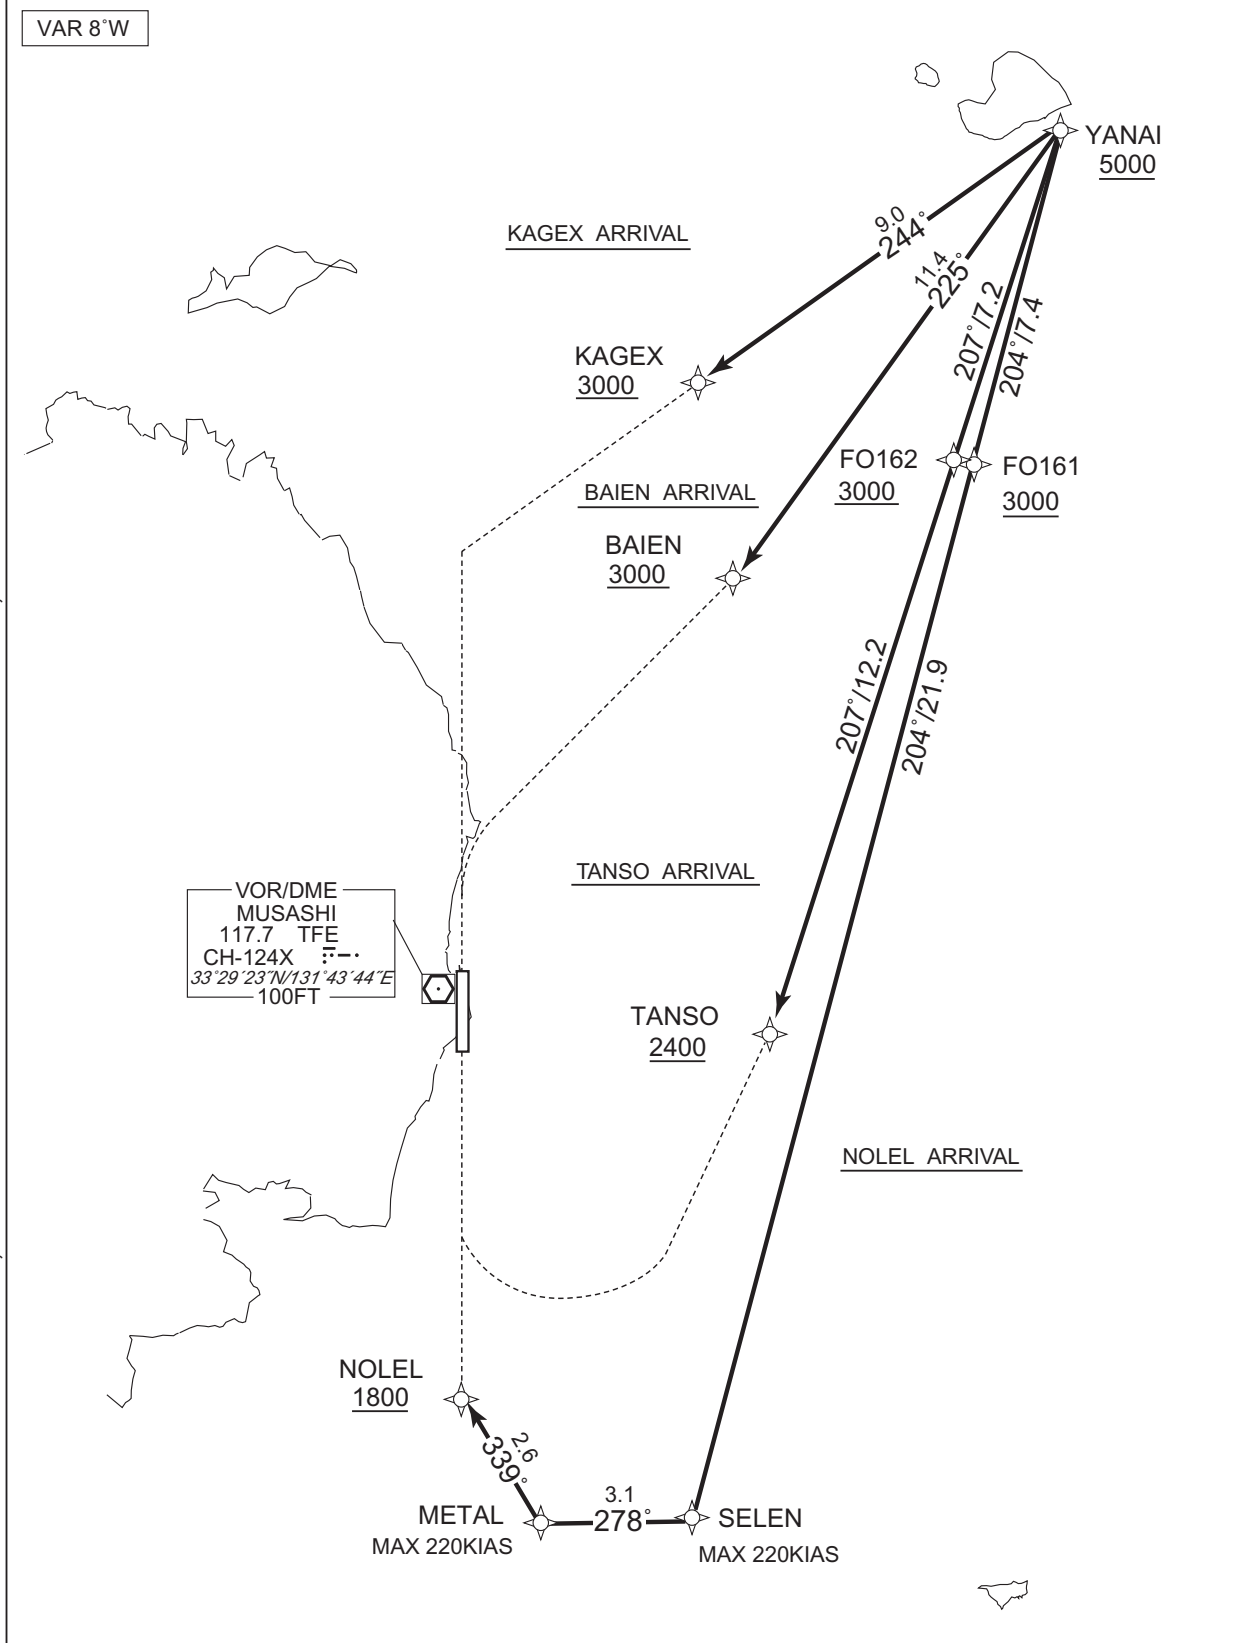 VAR 8˚W
YANAI
5000
KAGEX ARRIVAL
9.0
244˚
11.4
225˚
207˚/7.2
204˚/7.4
KAGEX
3000
FO162
3000
FO161
3000
BAIEN ARRIVAL
BAIEN
3000
207˚/12.2
204˚/21.9
TANSO ARRIVAL
VOR/DME
MUSASHI
117.7 TFE
CH-124X
33˚29´23˝N/131˚43´44˝E
100FT
TANSO
2400
NOLEL ARRIVAL
NOLEL
1800
2.6
339˚
METAL
MAX 220KIAS
3.1
278˚
SELEN
MAX 220KIAS